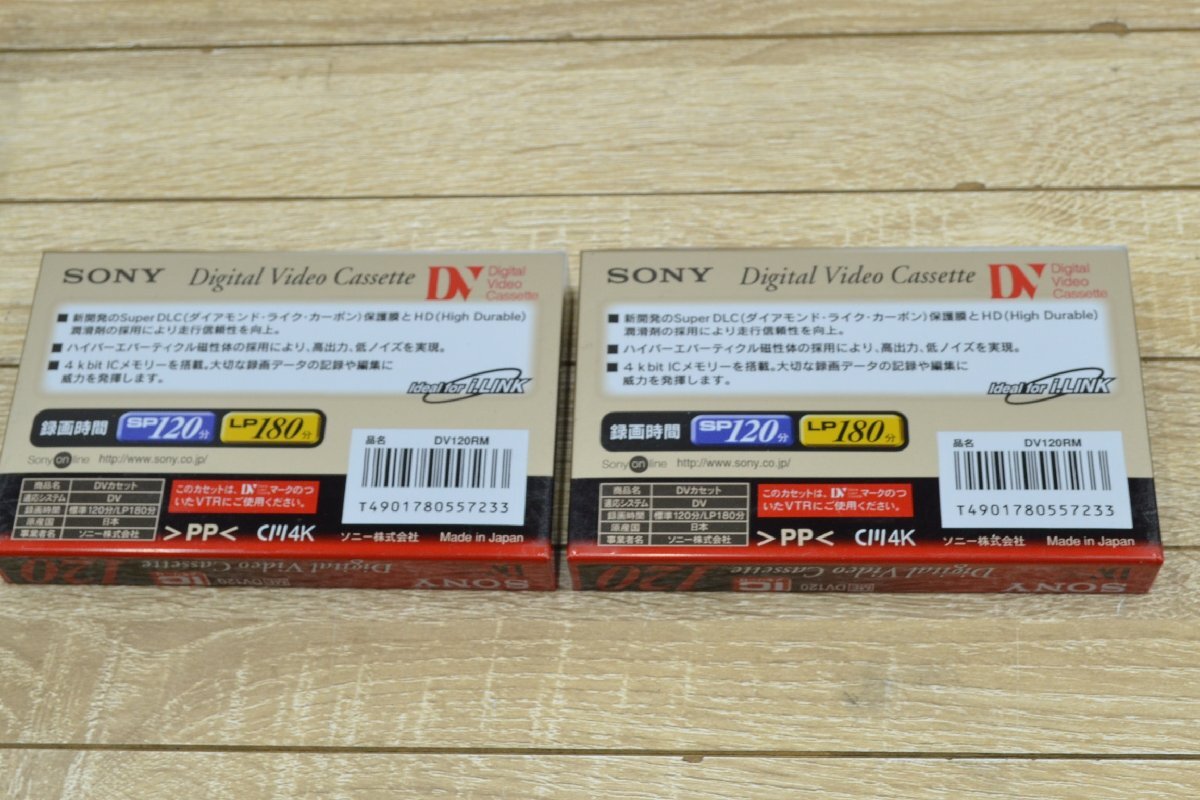 SONY Digital Video Cassette DV Digital Video Cassette
■ 新開発のSuper DLC(ダイアモンド・ライク・カーボン)保護膜とHD(High Durable)
潤滑剤の採用により走行信頼性を向上。
■ ハイパーエバーティクル磁性体の採用により、高出力、低ノイズを実現。
■ 4 k bit ICメモリーを搭載。大切な録画データの記録や編集に
威力を発揮します。
Ideal for i.LINK
録画時間 SP120分 LP180分
Sony online http://www.sony.co.jp/
品名 DV120RM
T4901780557233
商品名 DVカセット
適応システム DV
録画時間 標準120分/LP180分
原産国 日本
事業者名 ソニー株式会社
このカセットは、DVマークのつ
いたVTRにご使用ください。
>PP< CM4K ソニー株式会社 Made in Japan
SONY DV120 IC Digital Video Cassette 120
SONY Digital Video Cassette DV Digital Video Cassette
■ 新開発のSuper DLC(ダイアモンド・ライク・カーボン)保護膜とHD(High Durable)
潤滑剤の採用により走行信頼性を向上。
■ ハイパーエバーティクル磁性体の採用により、高出力、低ノイズを実現。
■ 4 k bit ICメモリーを搭載。大切な録画データの記録や編集に
威力を発揮します。
Ideal for i.LINK
録画時間 SP120分 LP180分
Sony online http://www.sony.co.jp/
品名 DV120RM
T4901780557233
商品名 DVカセット
適応システム DV
録画時間 標準120分/LP180分
原産国 日本
事業者名 ソニー株式会社
このカセットは、DVマークのつ
いたVTRにご使用ください。
>PP< CM4K ソニー株式会社 Made in Japan
SONY DV120 IC Digital Video Cassette 120